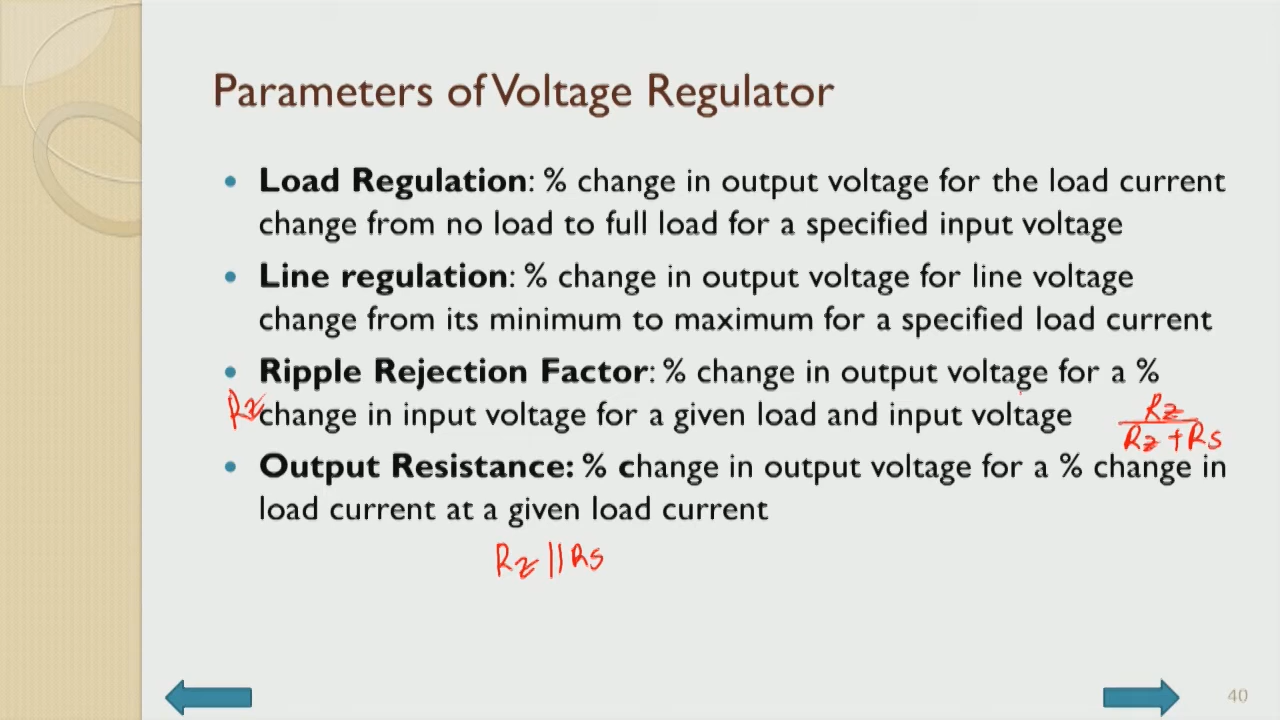 Parameters of Voltage Regulator
• Load Regulation: % change in output voltage for the load current
change from no load to full load for a specified input voltage
• Line regulation: % change in output voltage for line voltage
change from its minimum to maximum for a specified load current
• Ripple Rejection Factor: % change in output voltage for a %
Rz
change in input voltage for a given load and input voltage
Rz
Rz + Rs
• Output Resistance: % change in output voltage for a % change in
load current at a given load current
Rz || Rs
40